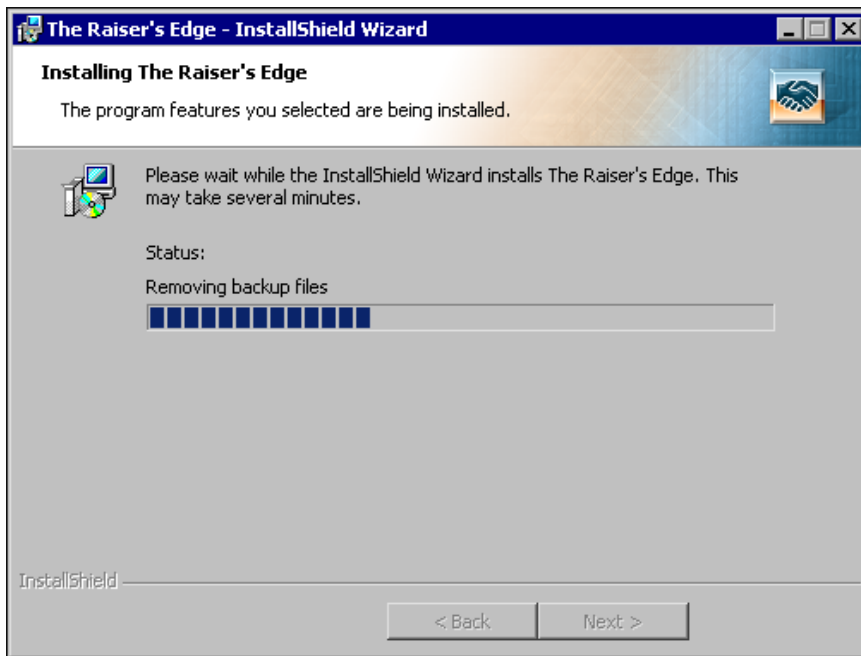 The Raiser's Edge - InstallShield Wizard
Installing The Raiser's Edge
The program features you selected are being installed.
Please wait while the InstallShield Wizard installs The Raiser's Edge. This
may take several minutes.
Status:
Removing backup files
InstallShield
< Back
Next >